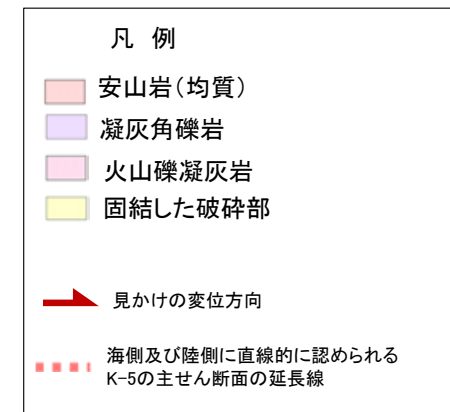 凡 例
安山岩（均質）
凝灰角礫岩
火山礫凝灰岩
固結した破砕部
見かけの変位方向
海側及び陸側に直線的に認められる
K-5の主せん断面の延長線